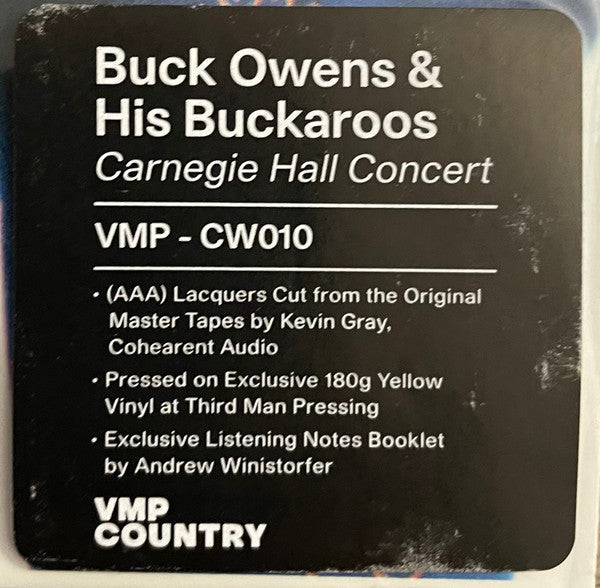 Buck Owens &
His Buckaroos
Carnegie Hall Concert
VMP - CW010
• (AAA) Lacquers Cut from the Original
Master Tapes by Kevin Gray,
Cohearent Audio
• Pressed on Exclusive 180g Yellow
Vinyl at Third Man Pressing
• Exclusive Listening Notes Booklet
by Andrew Winistorfer
VMP
COUNTRY